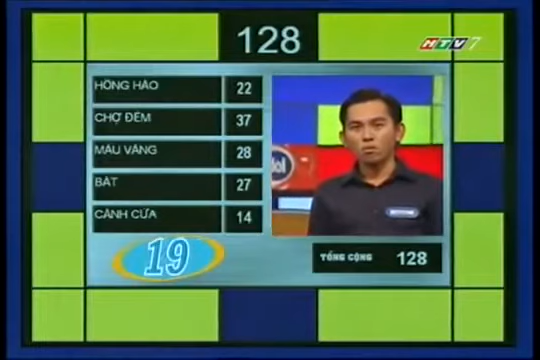 128
HTV7
HỒNG HÀO 22
CHỢ ĐÊM 37
MÀU VÀNG 28
BÁT 27
CÁNH CỬA 14
19
TỔNG CỘNG 128